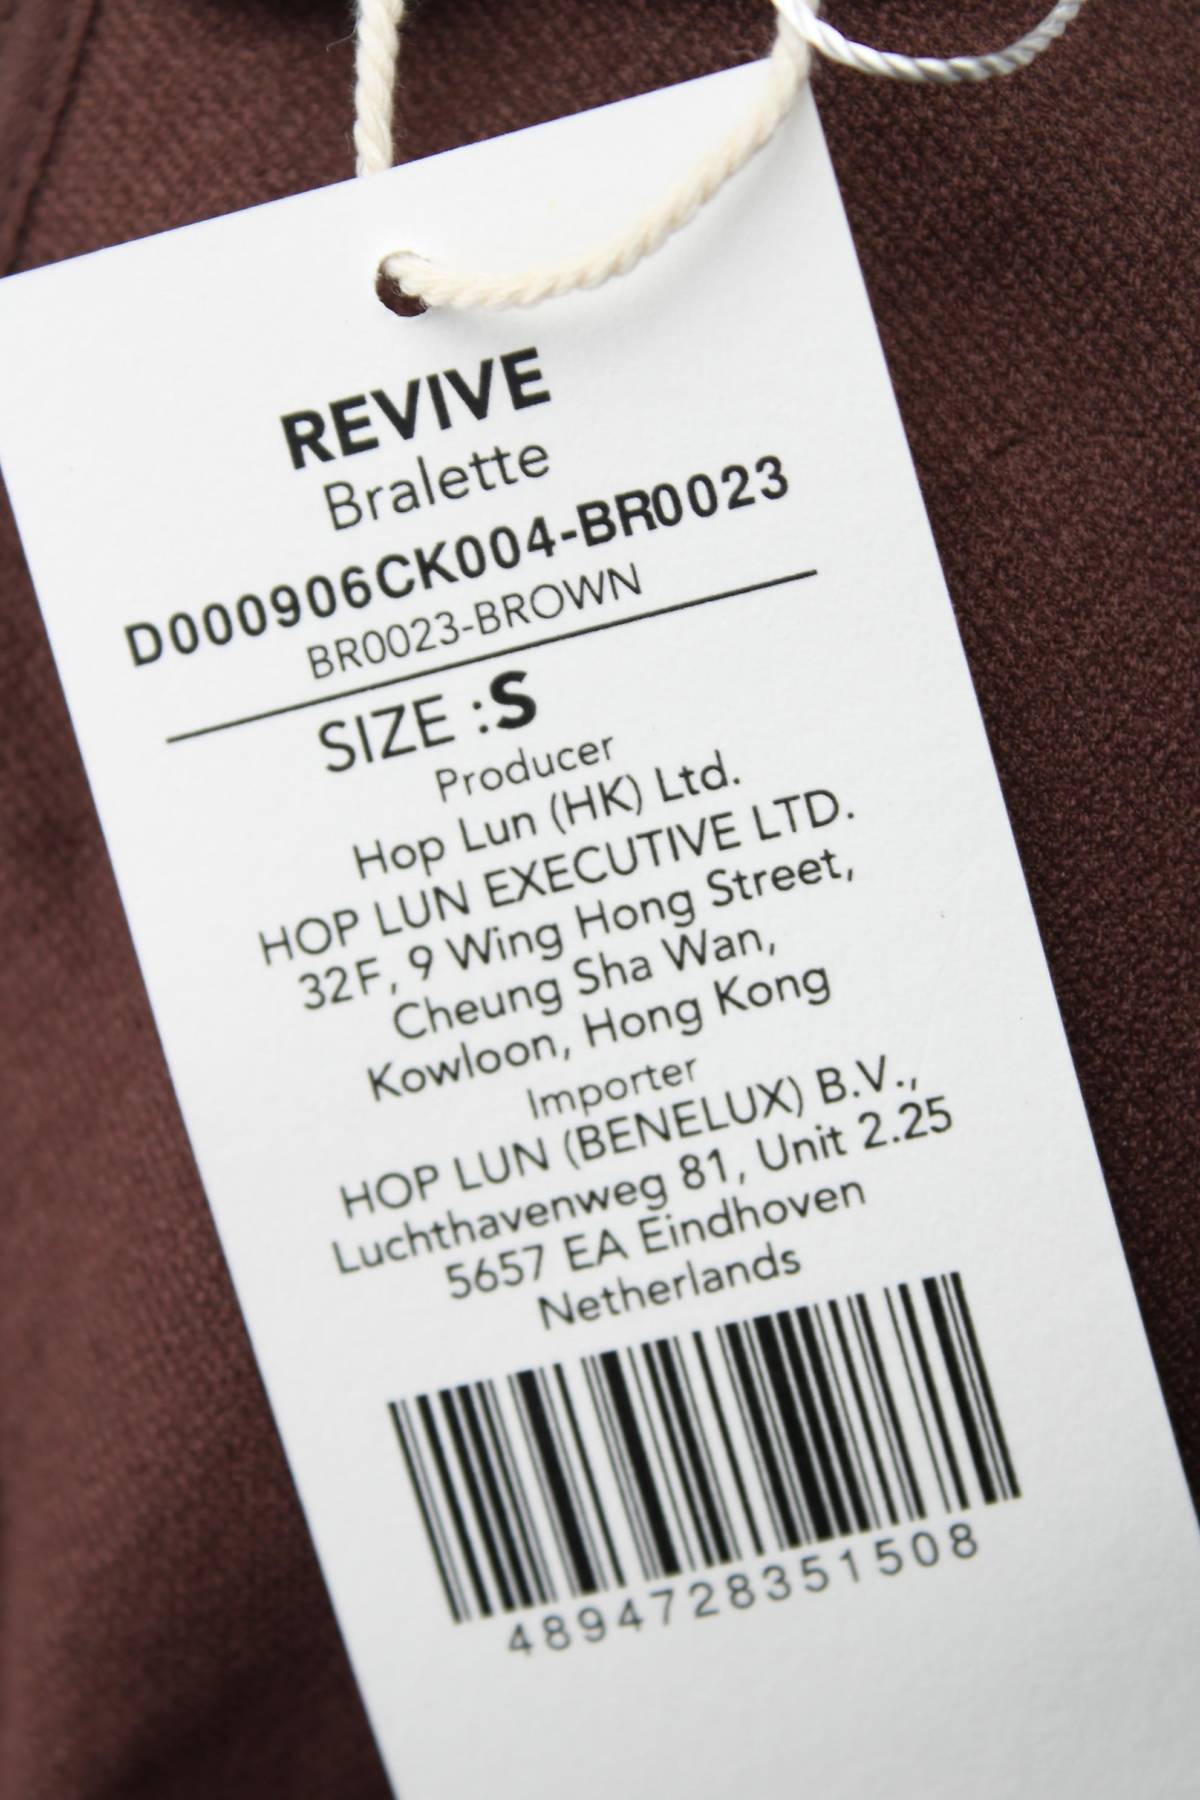 REVIVE
Bralette
D000906CK004-BR0023
BR0023-BROWN
SIZE :S
Producer
Hop Lun (HK) Ltd.
HOP LUN EXECUTIVE LTD.
32F, 9 Wing Hong Street,
Cheung Sha Wan,
Kowloon, Hong Kong
Importer
HOP LUN (BENELUX) B.V.,
Luchthavenweg 81, Unit 2.25
5657 EA Eindhoven
Netherlands
4894728351508